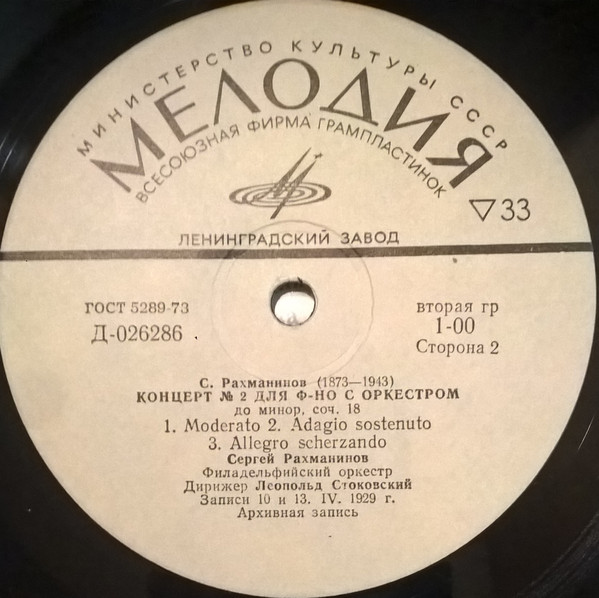 МИНИСТЕРСТВО КУЛЬТУРЫ СССР
МЕЛОДИЯ
ВСЕСОЮЗНАЯ ФИРМА ГРАМПЛАСТИНОК
▽33
ЛЕНИНГРАДСКИЙ ЗАВОД
ГОСТ 5289-73
Д-026286
вторая гр
1-00
Сторона 2
С. Рахманинов (1873—1943)
КОНЦЕРТ № 2 ДЛЯ Ф-НО С ОРКЕСТРОМ
до минор, соч. 18
1. Moderato 2. Adagio sostenuto
3. Allegro scherzando
Сергей Рахманинов
Филадельфийский оркестр
Дирижер Леопольд Стоковский
Записи 10 и 13. IV. 1929 г.
Архивная запись